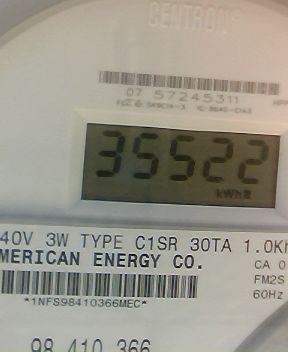 CENTRON
07 57245311
35522
kWh
40V 3W TYPE C1SR 30TA 1.0Kh
MERICAN ENERGY CO.
CA 0
FM2S
60Hz
*1NFS98410366MEC*
98 410 366